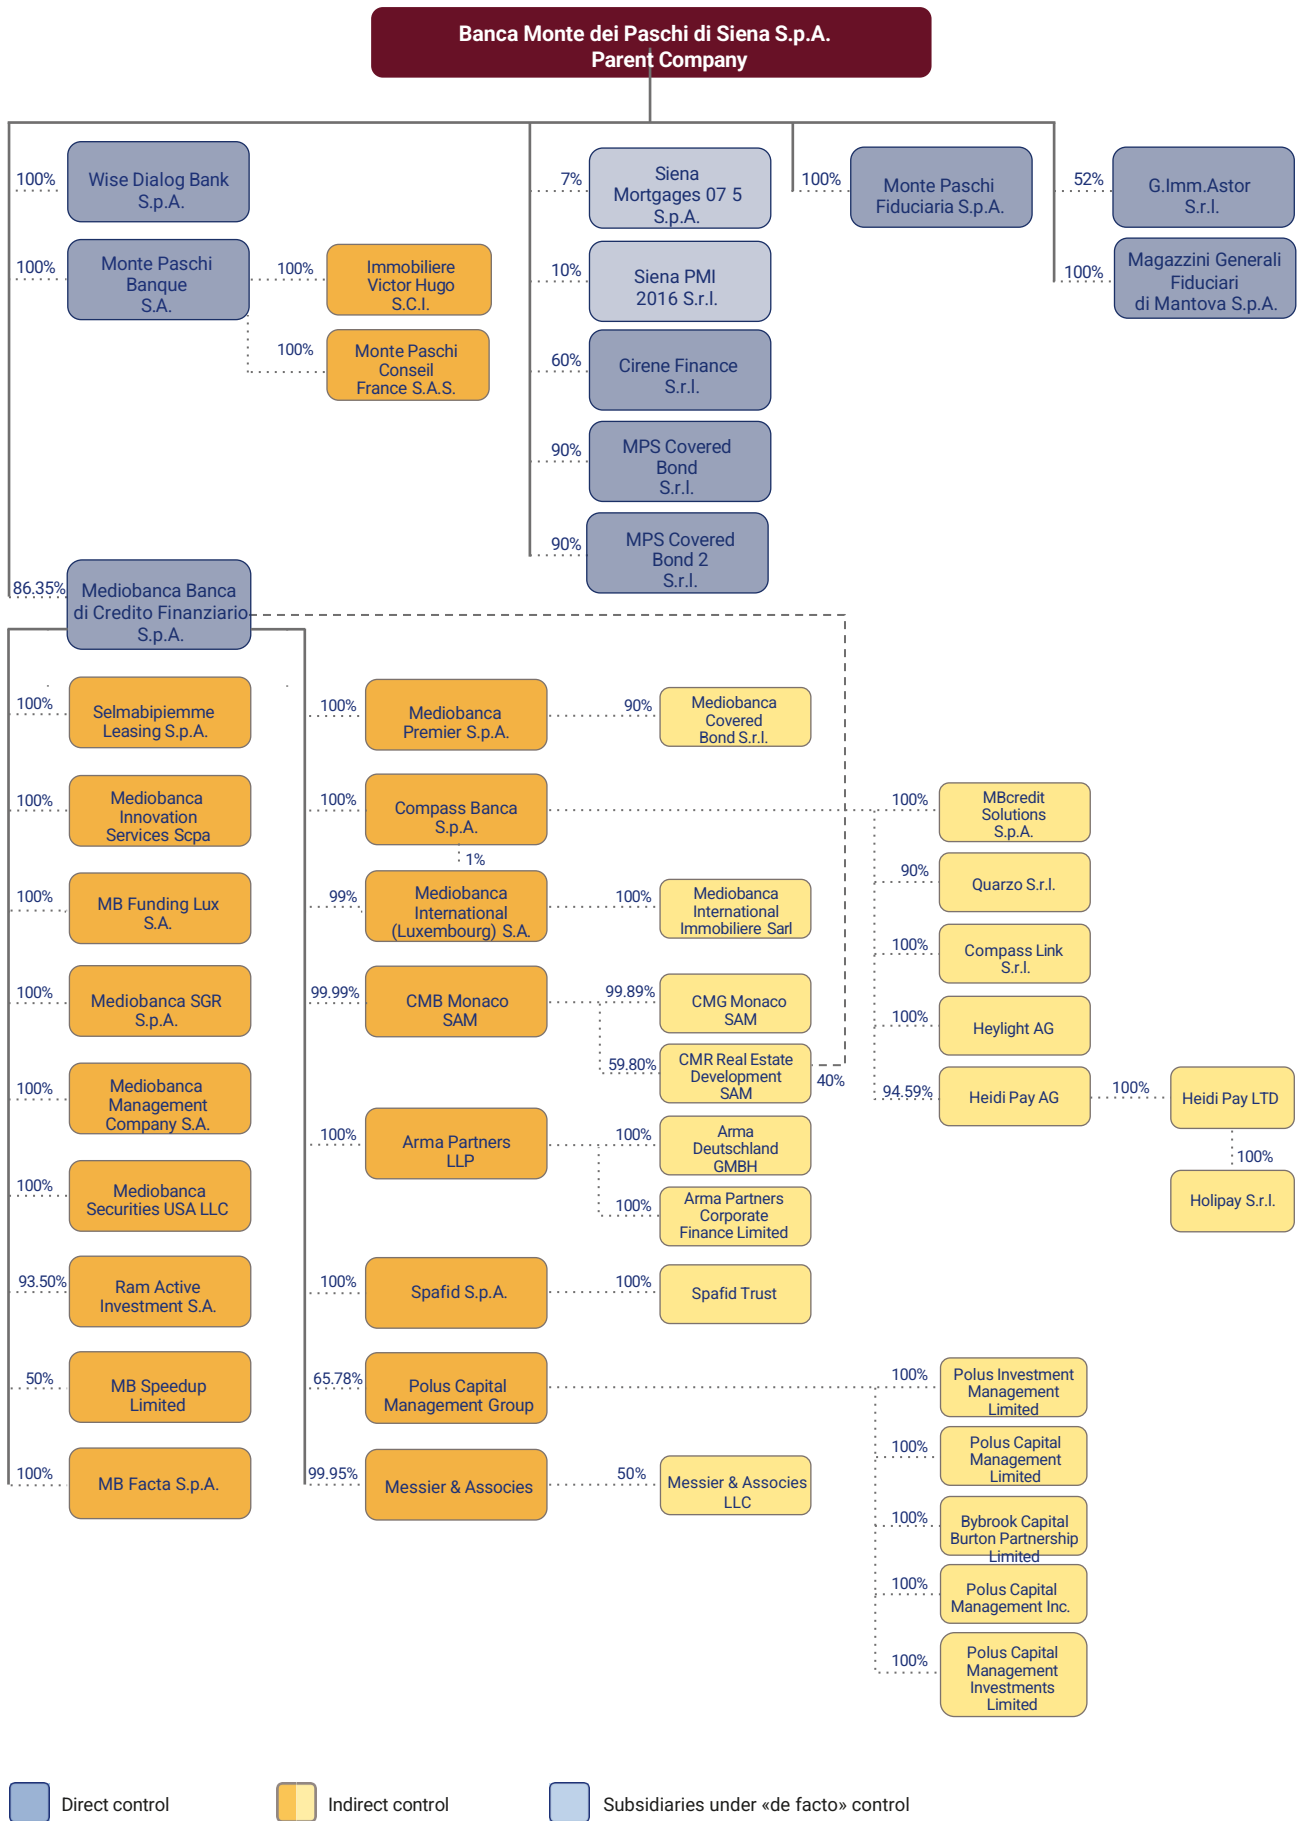 Banca Monte dei Paschi di Siena S.p.A.
Parent Company
100%
Wise Dialog Bank
S.p.A.
100%
Monte Paschi
Banque
S.A.
100%
Immobiliere
Victor Hugo
S.C.I.
100%
Monte Paschi
Conseil
France S.A.S.
7%
Siena
Mortgages 07 5
S.p.A.
10%
Siena PMI
2016 S.r.l.
60%
Cirene Finance
S.r.l.
90%
MPS Covered
Bond
S.r.l.
90%
MPS Covered
Bond 2
S.r.l.
100%
Monte Paschi
Fiduciaria S.p.A.
52%
G.Imm.Astor
S.r.l.
100%
Magazzini Generali
Fiduciari
di Mantova S.p.A.
86.35%
Mediobanca Banca
di Credito Finanziario
S.p.A.
100%
Selmabipiemme
Leasing S.p.A.
100%
Mediobanca
Innovation
Services Scpa
100%
MB Funding Lux
S.A.
100%
Mediobanca SGR
S.p.A.
100%
Mediobanca
Management
Company S.A.
100%
Mediobanca
Securities USA LLC
93.50%
Ram Active
Investment S.A.
50%
MB Speedup
Limited
100%
MB Facta S.p.A.
100%
Mediobanca
Premier S.p.A.
90%
Mediobanca
Covered
Bond S.r.l.
100%
Compass Banca
S.p.A.
1%
99%
Mediobanca
International
(Luxembourg) S.A.
100%
Mediobanca
International
Immobiliere Sarl
99.99%
CMB Monaco
SAM
99.89%
CMG Monaco
SAM
59.80%
CMR Real Estate
Development
SAM
40%
100%
Arma Partners
LLP
100%
Arma
Deutschland
GMBH
100%
Arma Partners
Corporate
Finance Limited
100%
Spafid S.p.A.
100%
Spafid Trust
65.78%
Polus Capital
Management Group
99.95%
Messier & Associes
50%
Messier & Associes
LLC
100%
MBcredit
Solutions
S.p.A.
90%
Quarzo S.r.l.
100%
Compass Link
S.r.l.
100%
Heylight AG
94.59%
Heidi Pay AG
100%
Heidi Pay LTD
100%
Holipay S.r.l.
100%
Polus Investment
Management
Limited
100%
Polus Capital
Management
Limited
100%
Bybrook Capital
Burton Partnership
Limited
100%
Polus Capital
Management Inc.
100%
Polus Capital
Management
Investments
Limited
Direct control
Indirect control
Subsidiaries under «de facto» control